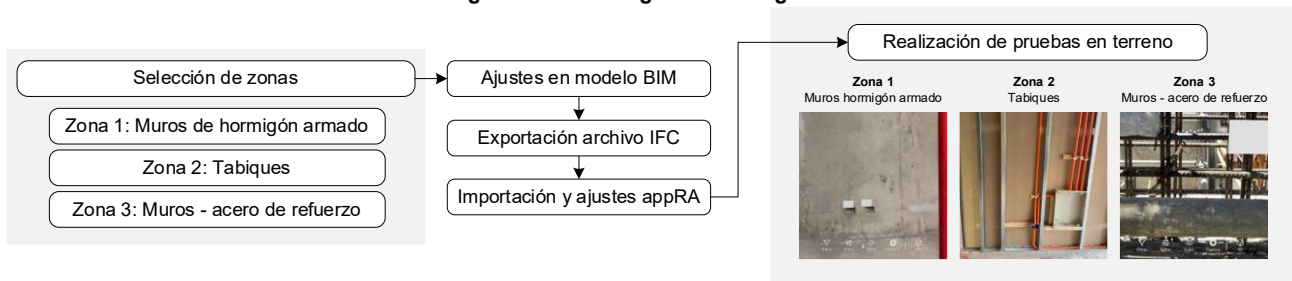 Selección de zonas
Zona 1: Muros de hormigón armado
Zona 2: Tabiques
Zona 3: Muros - acero de refuerzo
Ajustes en modelo BIM
Exportación archivo IFC
Importación y ajustes appRA
Realización de pruebas en terreno
Zona 1
Muros hormigón armado
Zona 2
Tabiques
Zona 3
Muros - acero de refuerzo